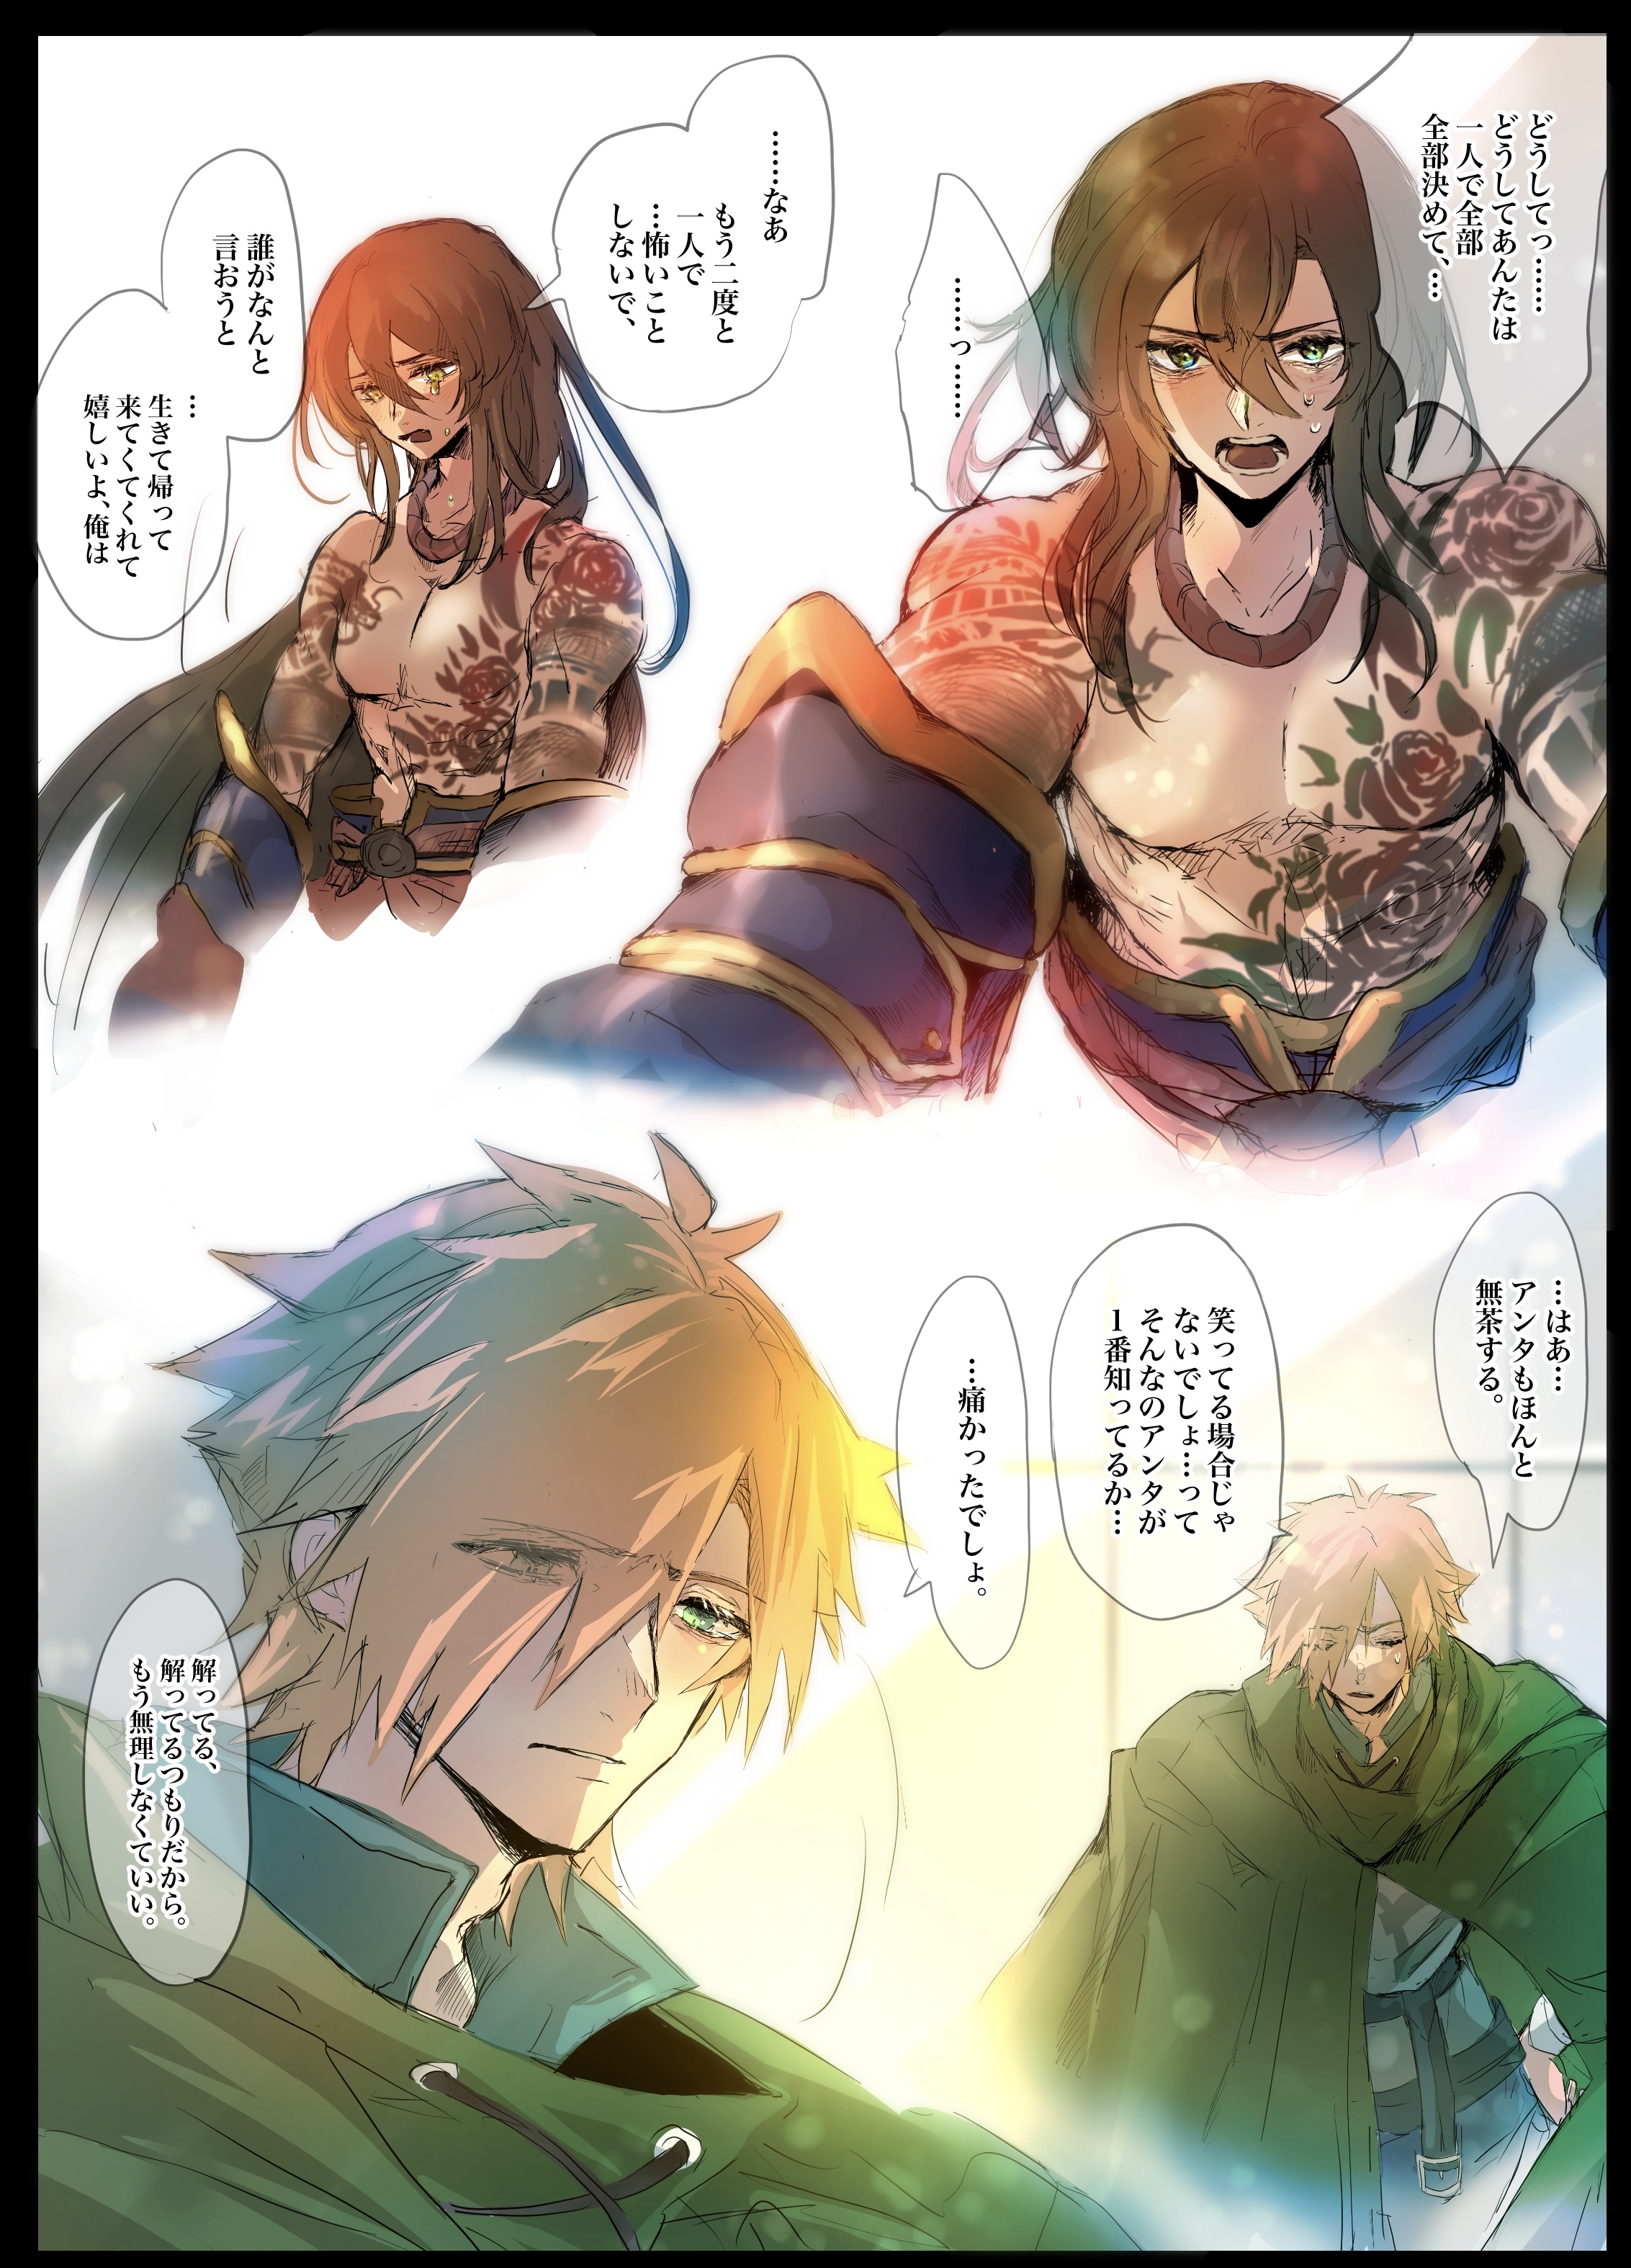 どうしてっ……
どうしてあんたは
一人で全部
全部決めて、…
……っ……
……なあ
もう二度と
一人で
…怖いこと
しないで、
誰がなんと
言おうと
…
生きて帰って
来てくてくれて
嬉しいよ、俺は
…はあ…
アンタもほんと
無茶する。
笑ってる場合じゃ
ないでしょ…って
そんなのアンタが
1番知ってるか…
…痛かったでしょ。
解ってる、
解ってるつもりだから。
もう無理しなくていい。